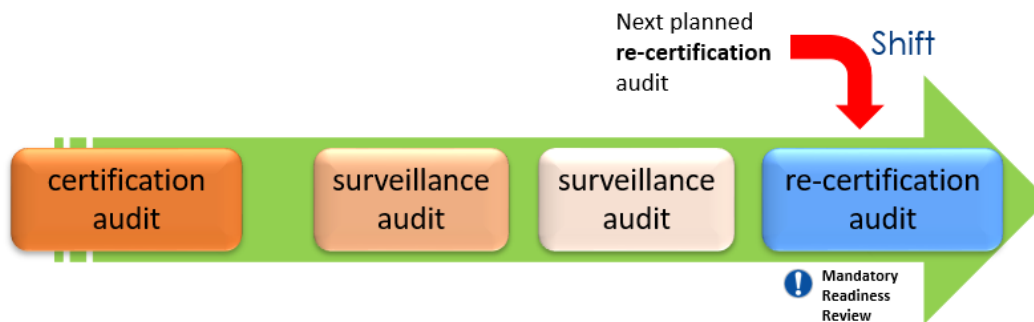 Next planned
re-certification
audit
Shift
certification
audit
surveillance
audit
surveillance
audit
re-certification
audit
Mandatory
Readiness
Review